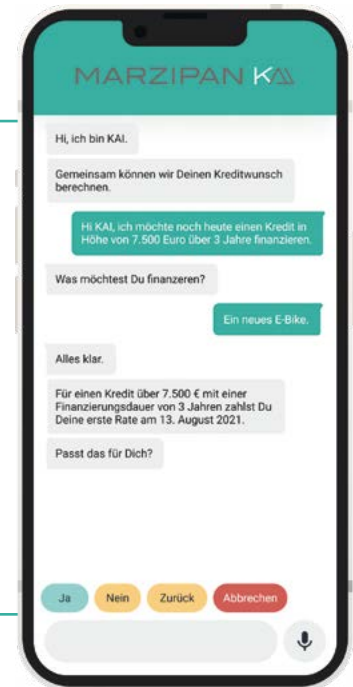 MARZIPAN KAI
Hi, ich bin KAI.
Gemeinsam können wir Deinen Kreditwunsch
berechnen.
Hi KAI, ich möchte noch heute einen Kredit in
Höhe von 7.500 Euro über 3 Jahre finanzieren.
Was möchtest Du finanzeren?
Ein neues E-Bike.
Alles klar.
Für einen Kredit über 7.500 € mit einer
Finanzierungsdauer von 3 Jahren zahlst Du
Deine erste Rate am 13. August 2021.
Passt das für Dich?
Ja Nein Zurück Abbrechen